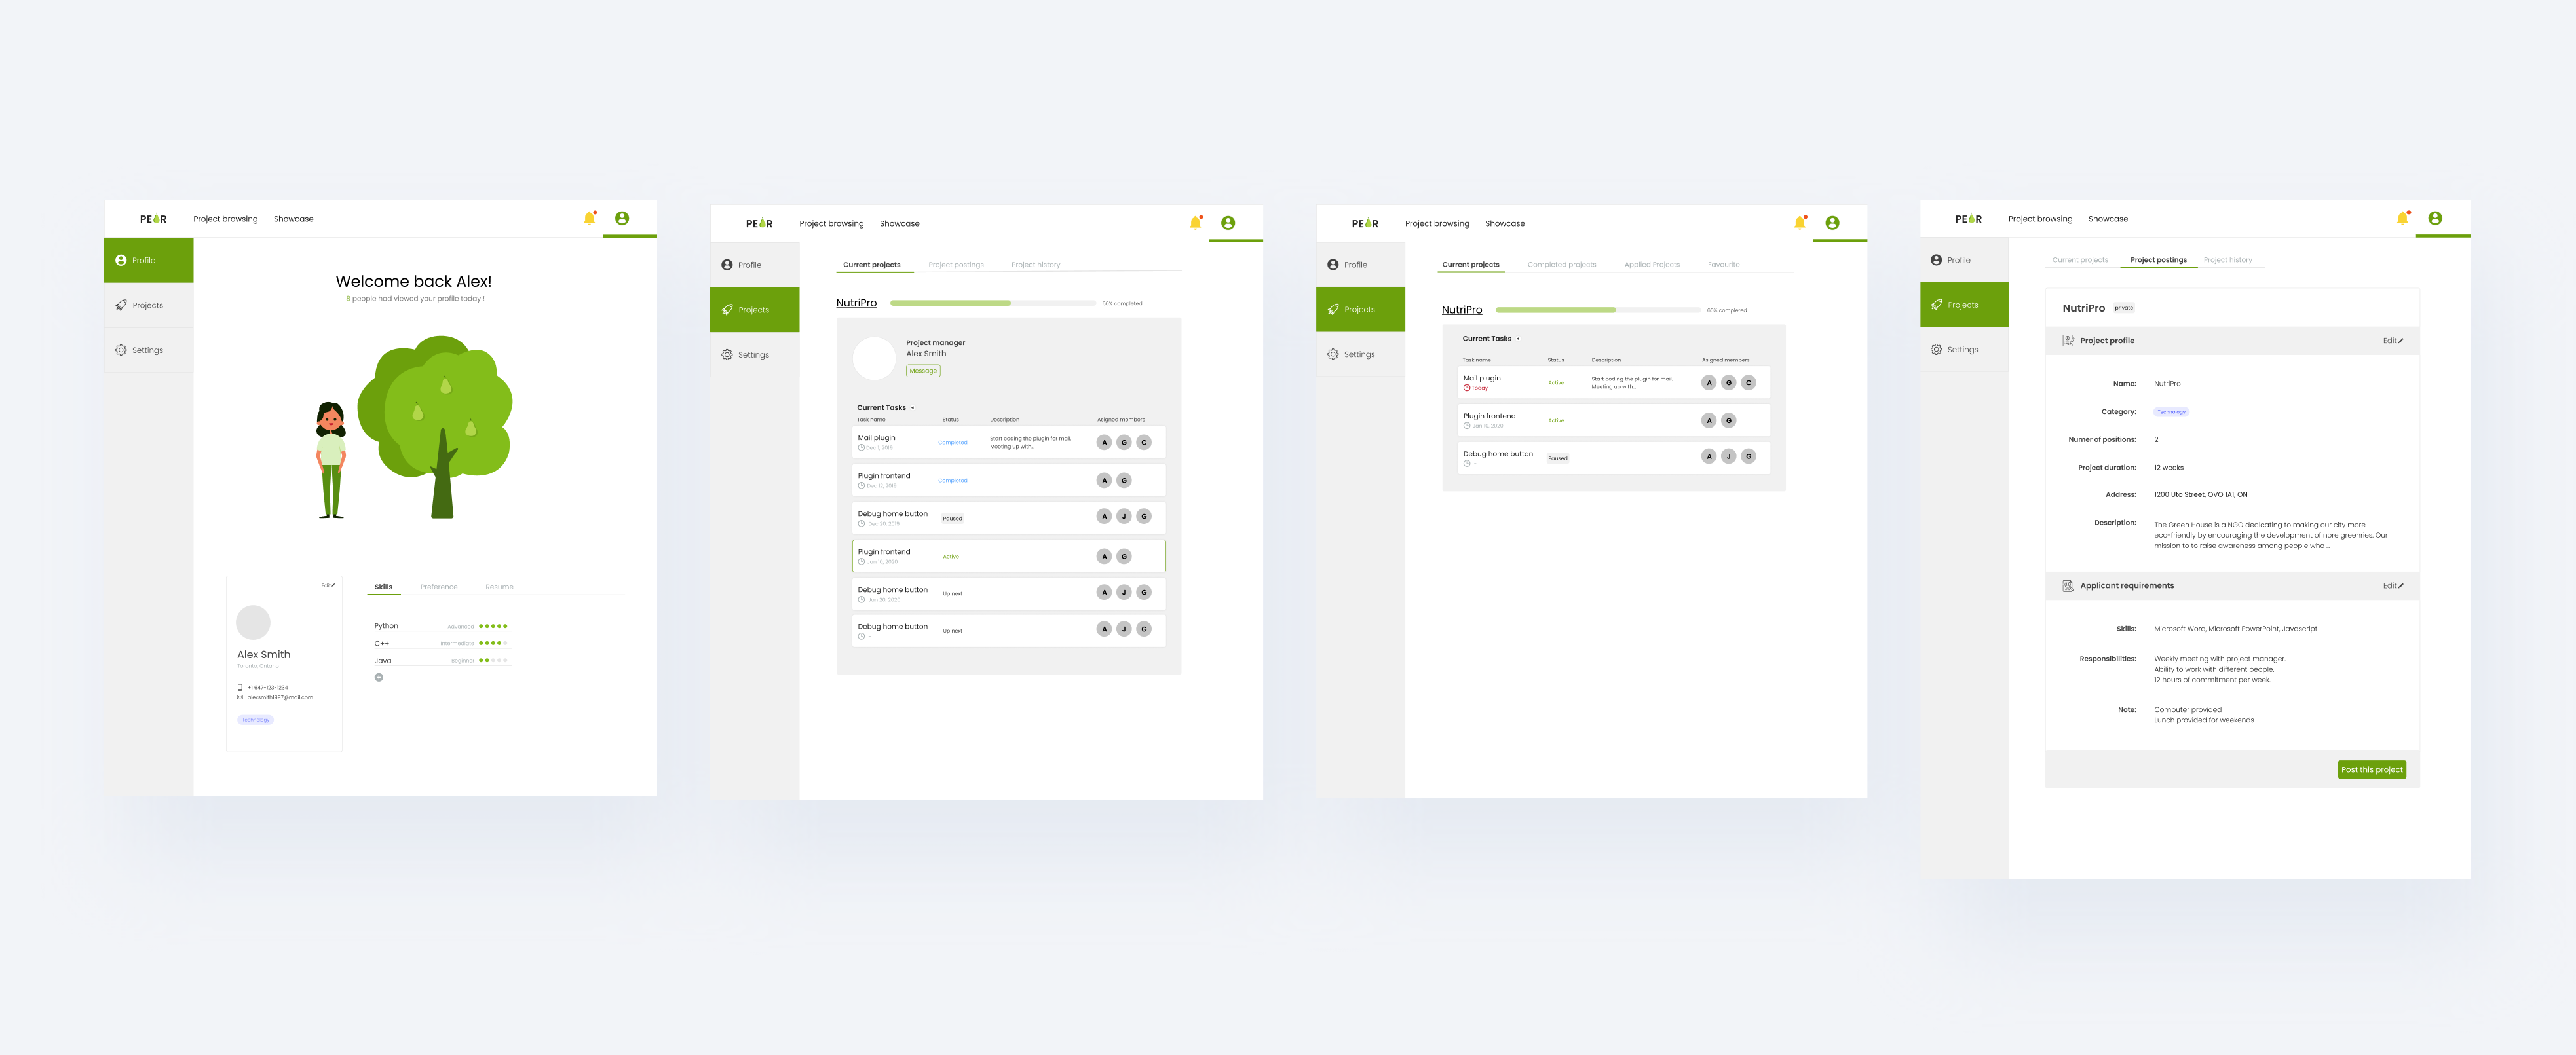 PEAR Project browsing Showcase
Profile
Projects
Settings
Welcome back Alex!
8 people had viewed your profile today !
Edit
Alex Smith
Toronto, Ontario
+1 647-123-1234
alexsmith1997@mail.com
Technology
Skills Preference Resume
Python Advanced
C++ Intermediate
Java Beginner
PEAR Project browsing Showcase
Profile
Projects
Settings
Current projects Project postings Project history
NutriPro 60% completed
Project manager
Alex Smith
Message
Current Tasks
Task name Status Description Asigned members
Mail plugin Completed Start coding the plugin for mail. A G C
Dec 1, 2019 Meeting up with...
Plugin frontend Completed A G
Dec 12, 2019
Debug home button Paused A J G
Dec 20, 2019
Plugin frontend Active A G
Jan 10, 2020
Debug home button Up next A J G
Jan 20, 2020
Debug home button Up next A J G
-
PEAR Project browsing Showcase
Profile
Projects
Settings
Current projects Completed projects Applied Projects Favourite
NutriPro 60% completed
Current Tasks
Task name Status Description Asigned members
Mail plugin Active Start coding the plugin for mail. A G C
Today Meeting up with...
Plugin frontend Active A G
Jan 10, 2020
Debug home button Paused A J G
-
PEAR Project browsing Showcase
Profile
Projects
Settings
Current projects Project postings Project history
NutriPro private
Project profile Edit
Name: NutriPro
Category: Technology
Numer of positions: 2
Project duration: 12 weeks
Address: 1200 Uto Street, OVO 1A1, ON
Description: The Green House is a NGO dedicating to making our city more
eco-friendly by encouraging the development of nore greenries. Our
mission to to raise awareness among people who ...
Applicant requirements Edit
Skills: Microsoft Word, Microsoft PowerPoint, Javascript
Responsibilities: Weekly meeting with project manager.
Ability to work with different people.
12 hours of commitment per week.
Note: Computer provided
Lunch provided for weekends
Post this project